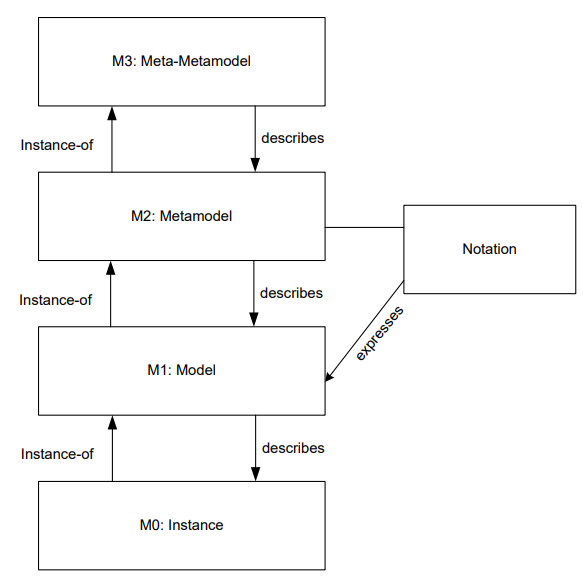 M3: Meta-Metamodel
Instance-of
describes
M2: Metamodel
Notation
Instance-of
describes
expresses
M1: Model
Instance-of
describes
M0: Instance